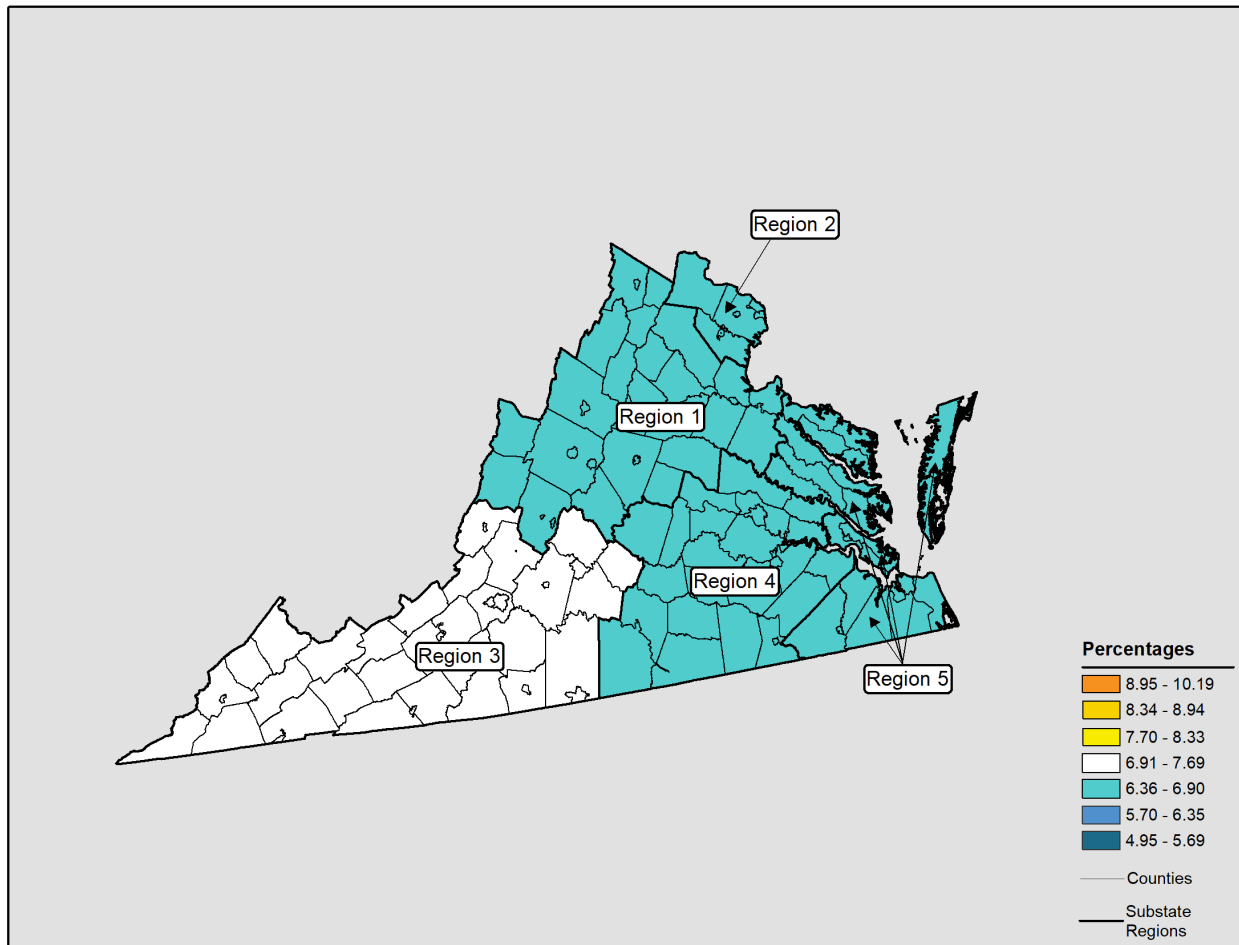 Region 2
Region 1
Region 4
Region 3
Region 5
Percentages
8.95 - 10.19
8.34 - 8.94
7.70 - 8.33
6.91 - 7.69
6.36 - 6.90
5.70 - 6.35
4.95 - 5.69
Counties
Substate
Regions